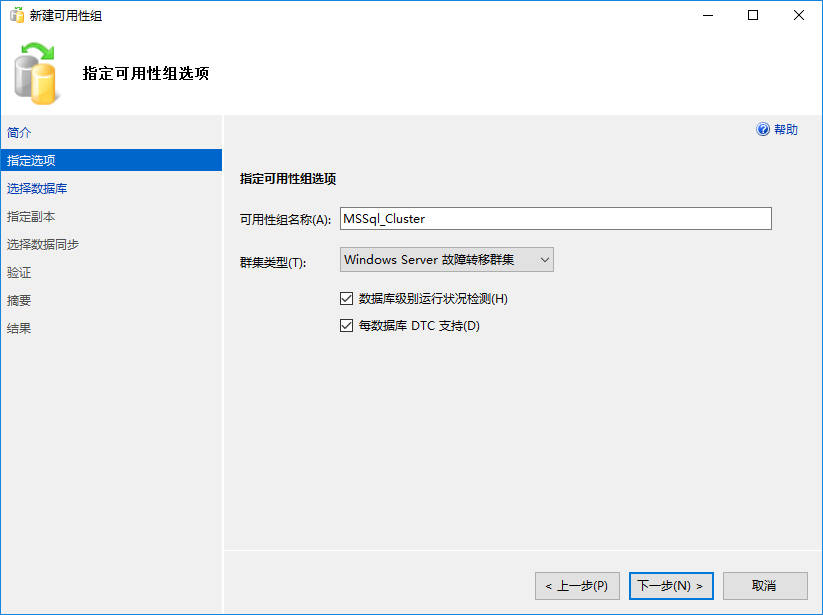 新建可用性组
指定可用性组选项
简介
指定选项
选择数据库
指定副本
选择数据同步
验证
摘要
结果
帮助
指定可用性组选项
可用性组名称(A): MSSql_Cluster
群集类型(T): Windows Server 故障转移群集
数据库级别运行状况检测(H)
每数据库 DTC 支持(D)
< 上一步(P) 下一步(N) > 取消